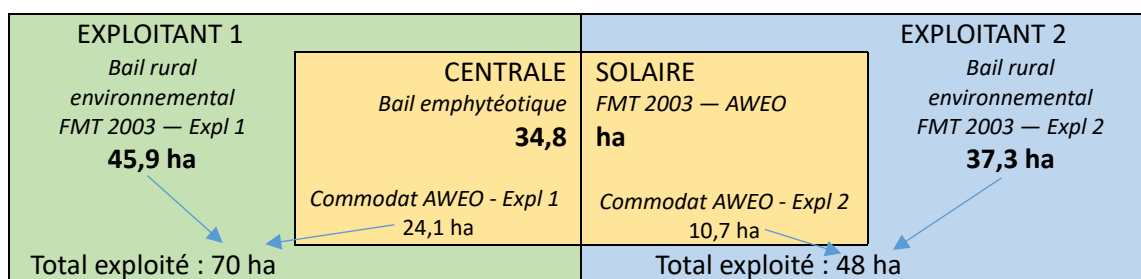 EXPLOITANT 1
Bail rural
environnemental
FMT 2003 — Expl 1
45,9 ha
CENTRALE SOLAIRE
Bail emphytéotique FMT 2003 — AWEO
34,8 ha
EXPLOITANT 2
Bail rural
environnemental
FMT 2003 — Expl 2
37,3 ha
Commodat AWEO - Expl 1
24,1 ha
Commodat AWEO - Expl 2
10,7 ha
Total exploité : 70 ha
Total exploité : 48 ha